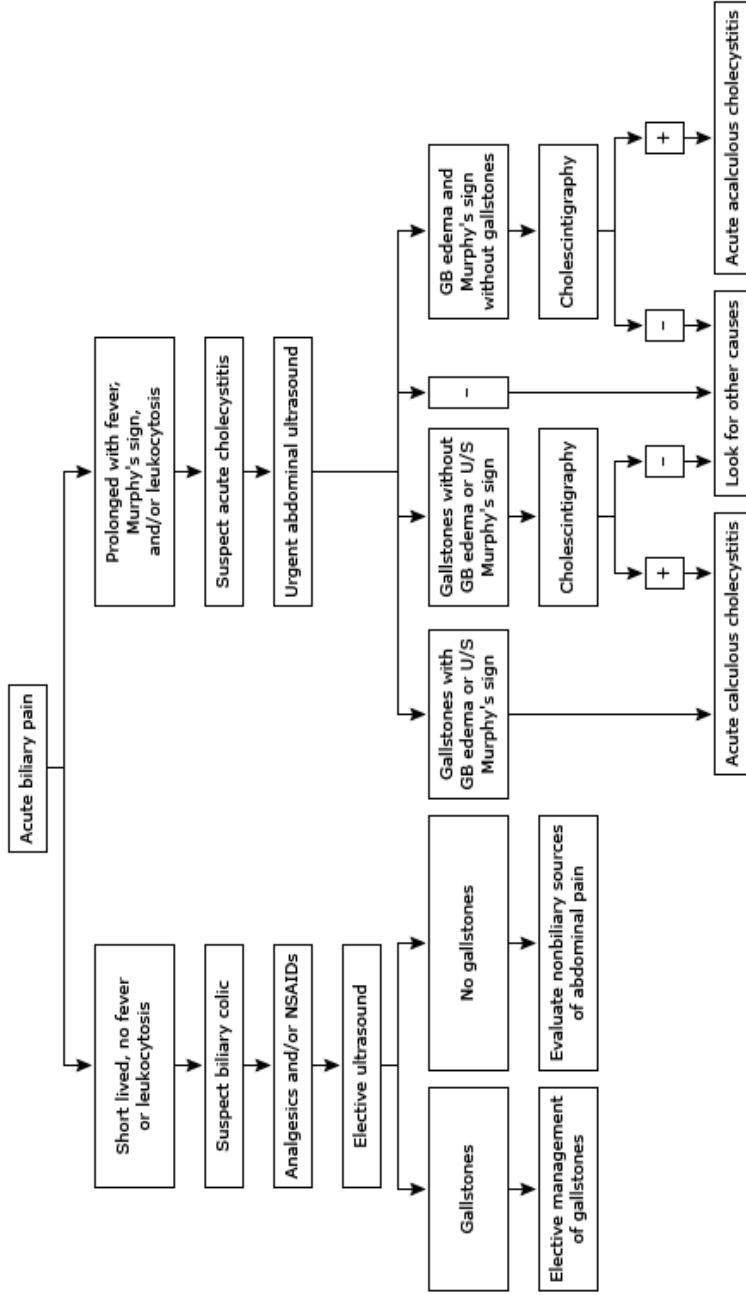 Acute biliary pain
Short lived, no fever
or leukocytosis
Suspect biliary colic
Analgesics and/or NSAIDs
Elective ultrasound
Gallstones
Elective management
of gallstones
No gallstones
Evaluate nonbiliary sources
of abdominal pain
Prolonged with fever,
Murphy's sign,
and/or leukocytosis
Suspect acute cholecystitis
Urgent abdominal ultrasound
Gallstones with
GB edema or U/S
Murphy's sign
Gallstones without
GB edema or U/S
Murphy's sign
–
GB edema and
Murphy's sign
without gallstones
Cholescintigraphy
Cholescintigraphy
+
–
–
+
Acute calculous cholecystitis
Look for other causes
Acute acalculous cholecystitis